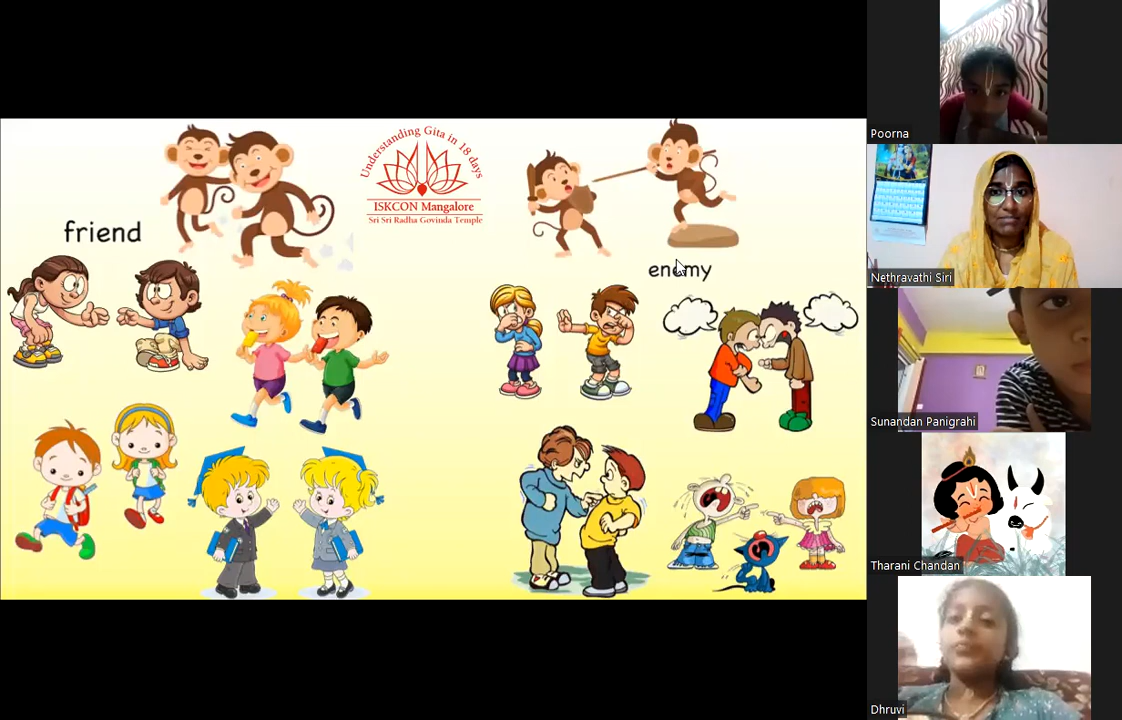 Understanding Gita in 18 days
ISKCON Mangalore
Sri Sri Radha Govinda Temple
friend
enemy
Poorna
Nethravathi Siri
Sunandan Panigrahi
Tharani Chandan
Dhruvi